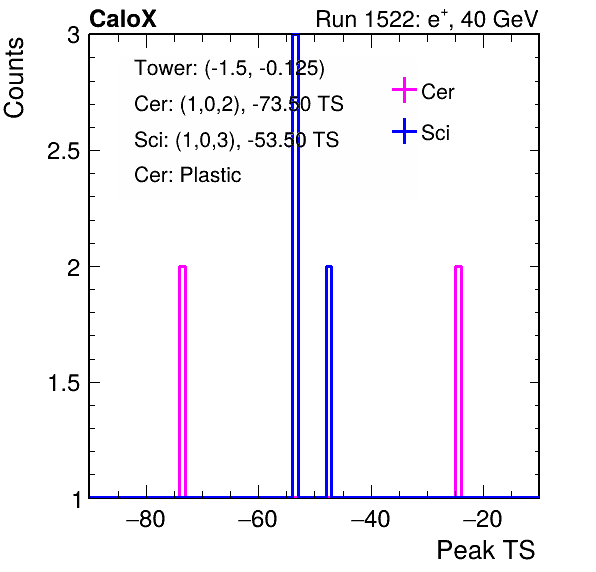 CaloX Run 1522: e⁺, 40 GeV
Counts
Tower: (-1.5, -0.125)
Cer: (1,0,2), -73.50 TS
Sci: (1,0,3), -53.50 TS
Cer: Plastic
Cer
Sci
3
2.5
2
1.5
1
−80 −60 −40 −20
Peak TS